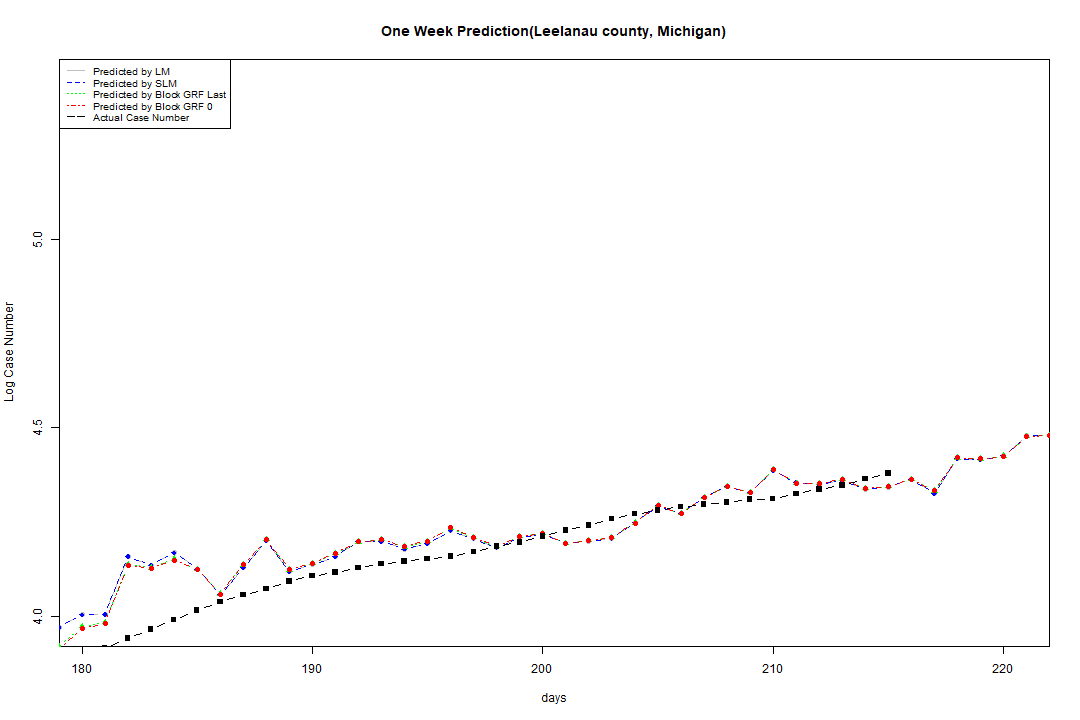 One Week Prediction(Leelanau county, Michigan)
Predicted by LM
Predicted by SLM
Predicted by Block GRF Last
Predicted by Block GRF 0
Actual Case Number
Log Case Number
5.0
4.5
4.0
180 190 200 210 220
days